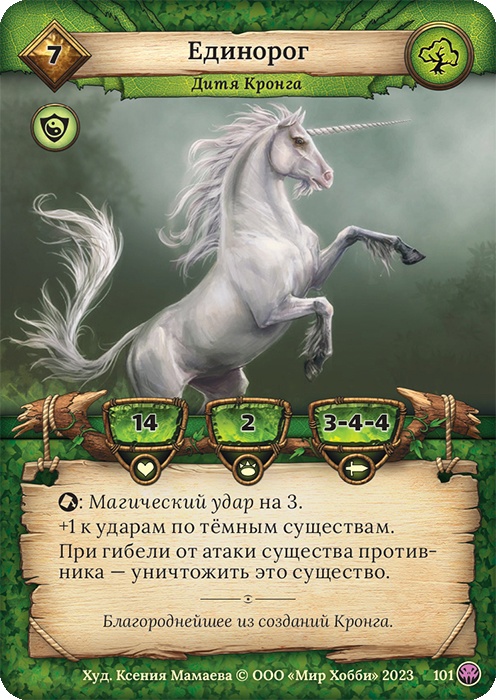 7
Единорог
Дитя Кронга
14
2
3-4-4
: Магический удар на 3.
+1 к ударам по тёмным существам.
При гибели от атаки существа против-
ника — уничтожить это существо.
Благороднейшее из созданий Кронга.
Худ. Ксения Мамаева © ООО «Мир Хобби» 2023
101